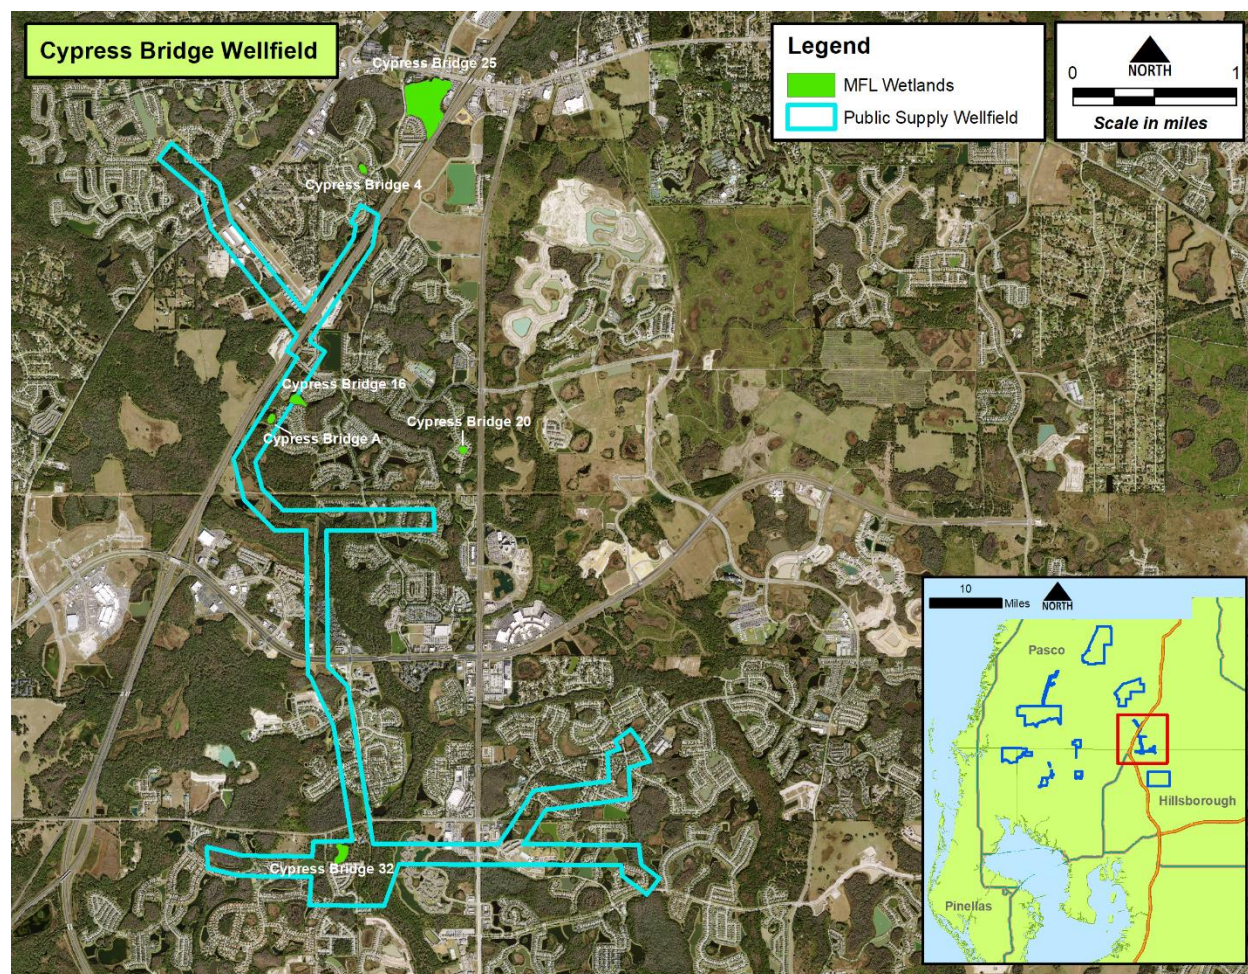 Cypress Bridge Wellfield
Cypress Bridge 25
Legend
MFL Wetlands
Public Supply Wellfield
NORTH
0 1
Scale in miles
Cypress Bridge 4
Cypress Bridge 16
Cypress Bridge A
Cypress Bridge 20
Cypress Bridge 32
10
Miles
NORTH
Pasco
Hillsborough
Pinellas